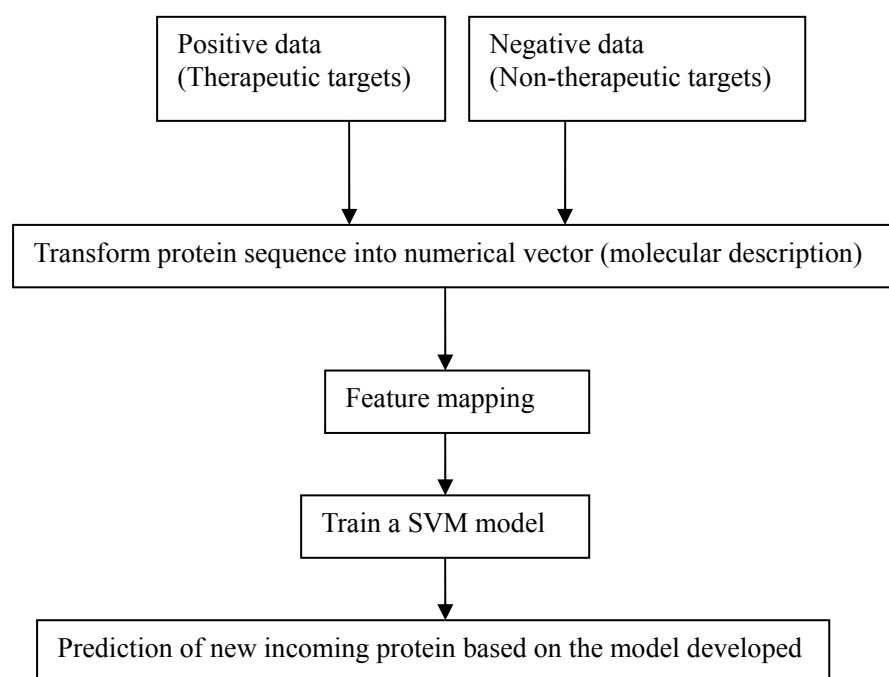 Positive data
(Therapeutic targets)
Negative data
(Non-therapeutic targets)
Transform protein sequence into numerical vector (molecular description)
Feature mapping
Train a SVM model
Prediction of new incoming protein based on the model developed